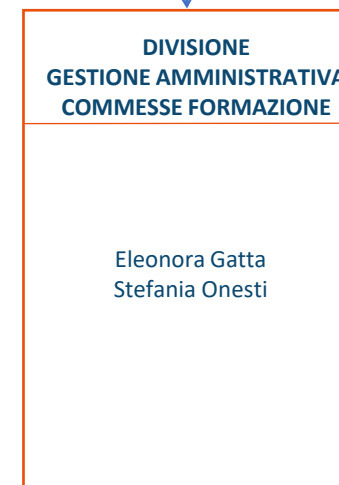 DIVISIONE
GESTIONE AMMINISTRATIVA
COMMESSE FORMAZIONE
Eleonora Gatta
Stefania Onesti